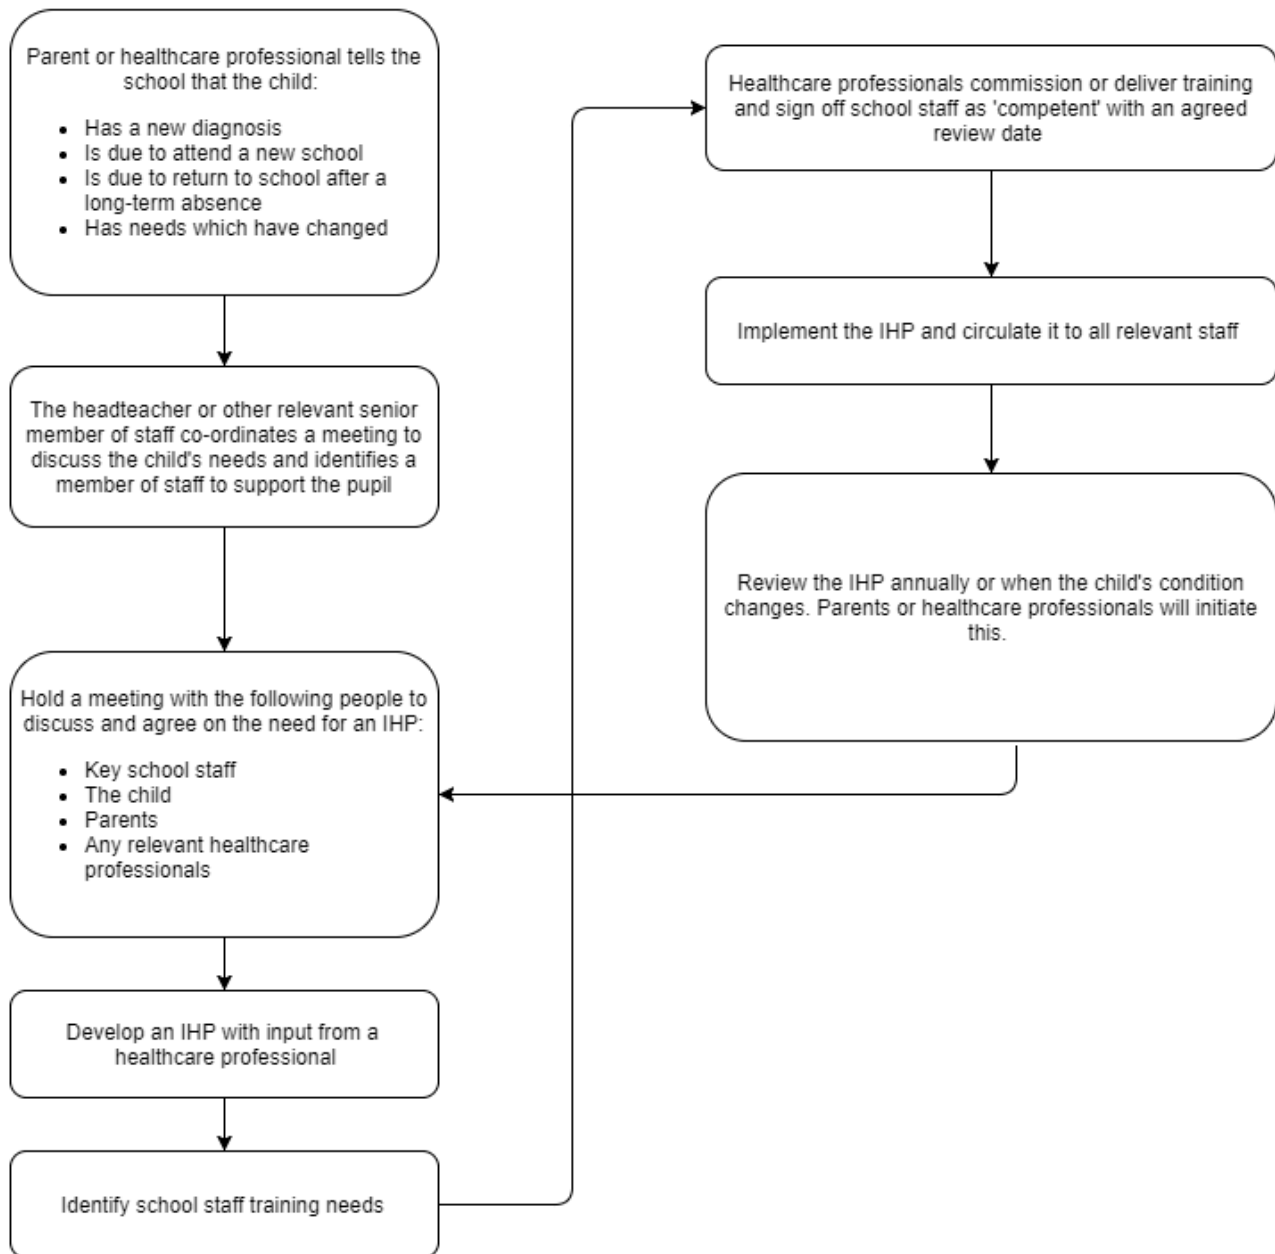 Parent or healthcare professional tells the
school that the child:
• Has a new diagnosis
• Is due to attend a new school
• Is due to return to school after a
long-term absence
• Has needs which have changed
The headteacher or other relevant senior
member of staff co-ordinates a meeting to
discuss the child's needs and identifies a
member of staff to support the pupil
Hold a meeting with the following people to
discuss and agree on the need for an IHP:
• Key school staff
• The child
• Parents
• Any relevant healthcare
professionals
Develop an IHP with input from a
healthcare professional
Identify school staff training needs
Healthcare professionals commission or deliver training
and sign off school staff as 'competent' with an agreed
review date
Implement the IHP and circulate it to all relevant staff
Review the IHP annually or when the child's condition
changes. Parents or healthcare professionals will initiate
this.